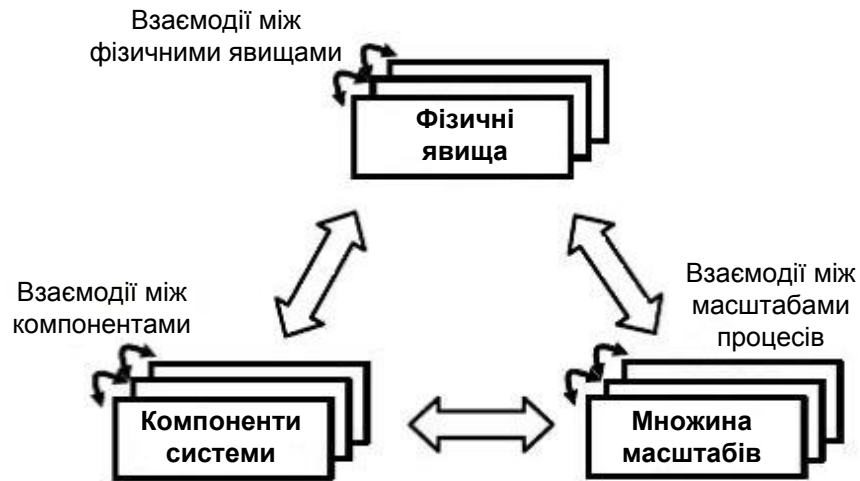 Взаємодії між
фізичними явищами
Фізичні
явища
Взаємодії між
компонентами
Взаємодії між
масштабами
процесів
Компоненти
системи
Множина
масштабів